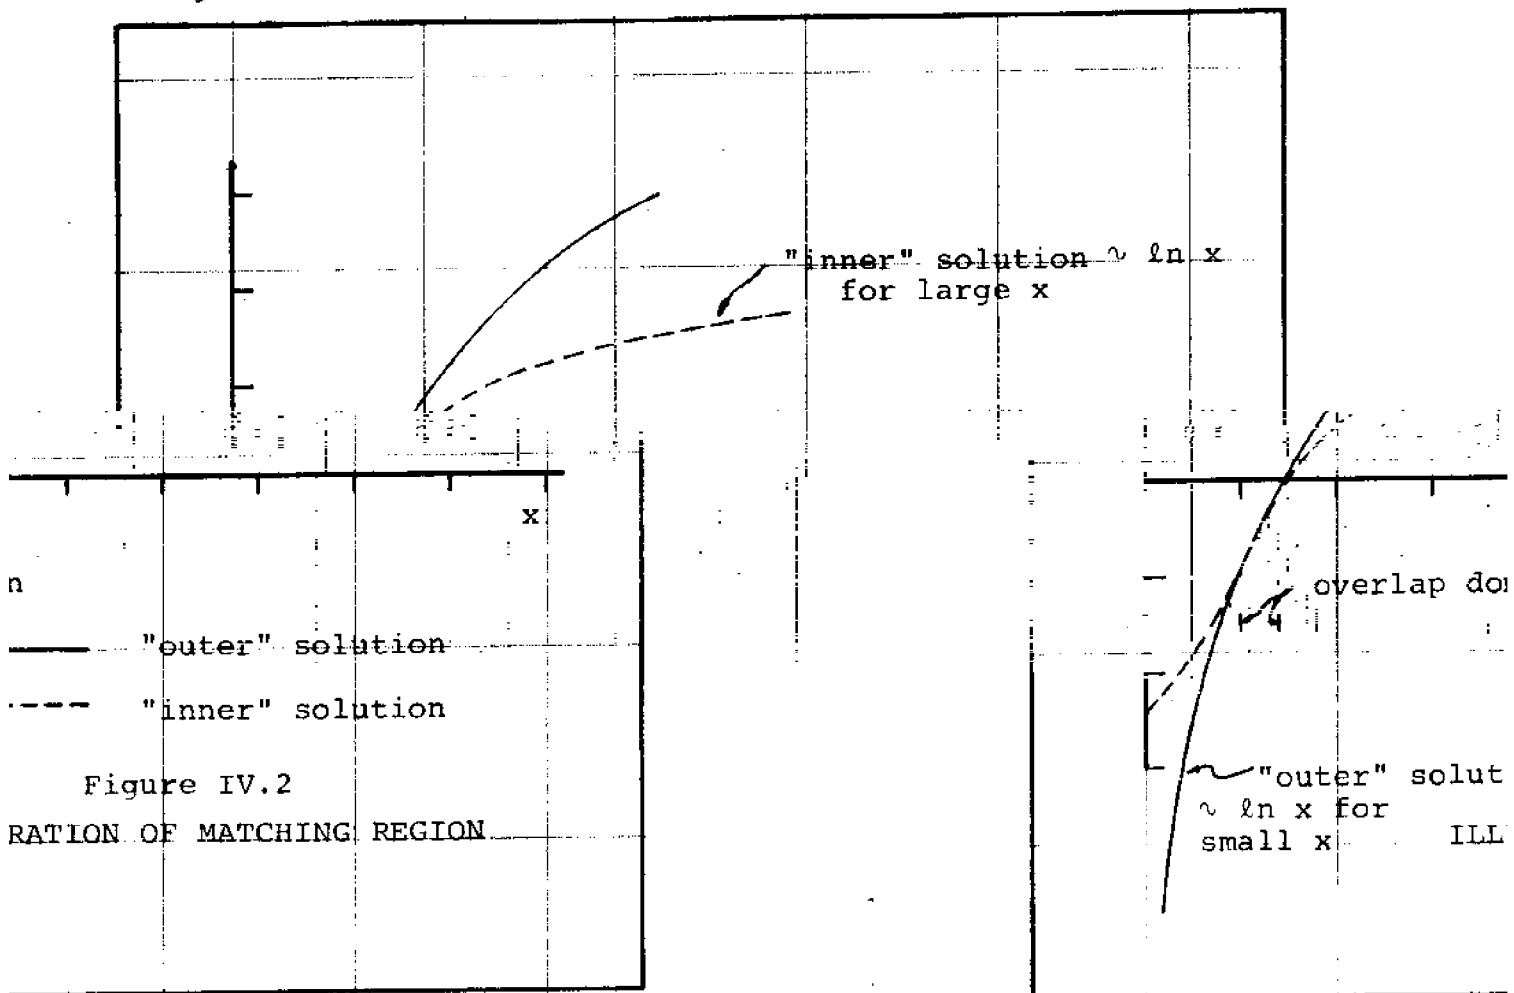 "inner" solution ~ ln x
for large x
x
n
overlap
"outer" solution
"inner" solution
Figure IV.2
RATION OF MATCHING REGION
"outer" solut
~ ln x for
small x
ILL